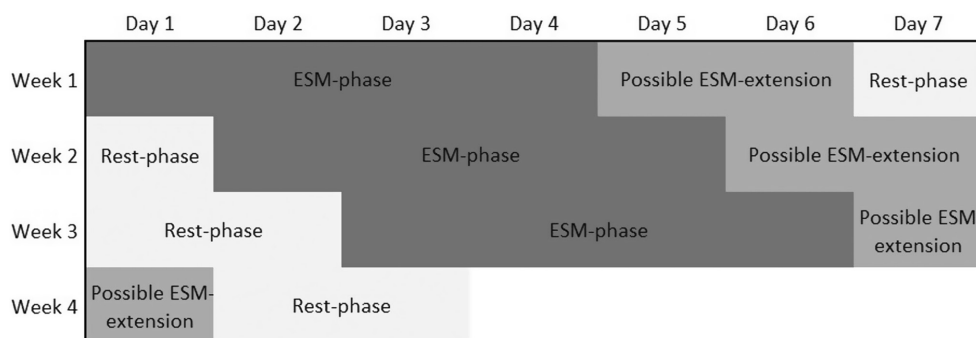 Day 1 Day 2 Day 3 Day 4 Day 5 Day 6 Day 7
Week 1 ESM-phase Possible ESM-extension Rest-phase
Week 2 Rest-phase ESM-phase Possible ESM-extension
Week 3 Rest-phase ESM-phase Possible ESM
extension
Week 4 Possible ESM- Rest-phase
extension